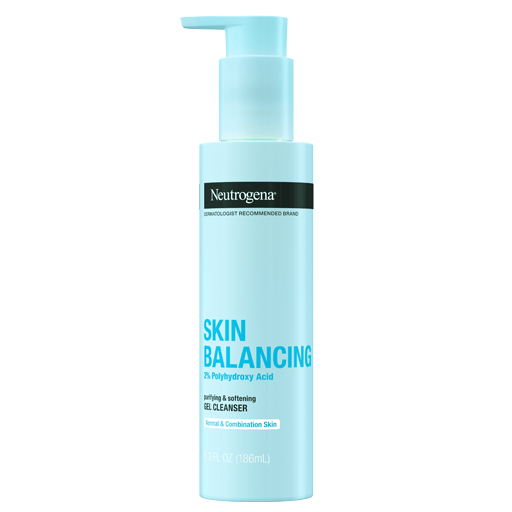 Neutrogena®
DERMATOLOGIST RECOMMENDED BRAND
SKIN
BALANCING
2% Polyhydroxy Acid
purifying & softening
GEL CLEANSER
Normal & Combination Skin
FL OZ (186mL)